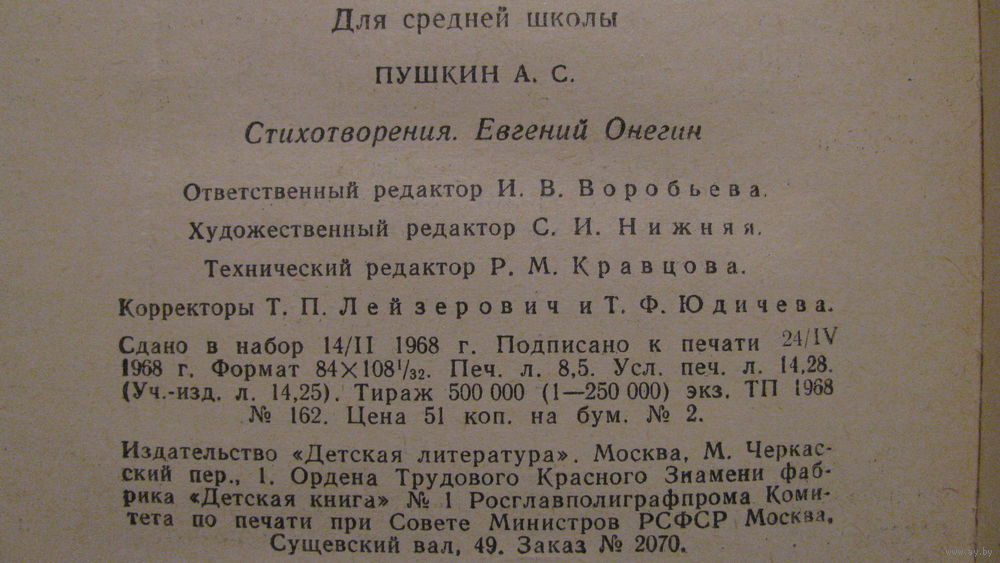 Для средней школы
ПУШКИН А. С.
Стихотворения. Евгений Онегин
Ответственный редактор И. В. Воробьева.
Художественный редактор С. И. Нижняя.
Технический редактор Р. М. Кравцова.
Корректоры Т. П. Лейзерович и Т. Ф. Юдичева.
Сдано в набор 14/II 1968 г. Подписано к печати 24/IV
1968 г. Формат 84×108¹/₃₂. Печ. л. 8,5. Усл. печ. л. 14,28.
(Уч.-изд. л. 14,25). Тираж 500 000 (1—250 000) экз. ТП 1968
№ 162. Цена 51 коп. на бум. № 2.
Издательство «Детская литература». Москва, М. Черкас-
ский пер., 1. Ордена Трудового Красного Знамени фаб-
рика «Детская книга» № 1 Росглавполиграфпрома Коми-
тета по печати при Совете Министров РСФСР Москва,
Сущевский вал, 49. Заказ № 2070.
www.ay.by